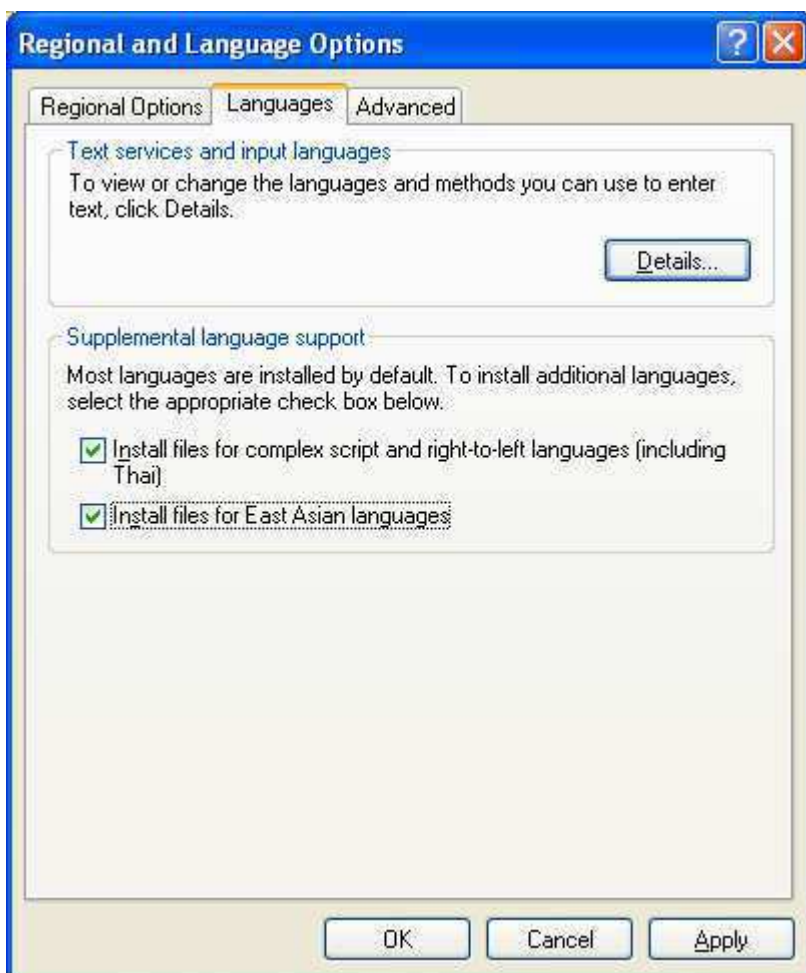 Regional and Language Options
Regional Options
Languages
Advanced
Text services and input languages
To view or change the languages and methods you can use to enter
text, click Details.
Details...
Supplemental language support
Most languages are installed by default. To install additional languages,
select the appropriate check box below.
Install files for complex script and right-to-left languages (including
Thai)
Install files for East Asian languages
OK
Cancel
Apply